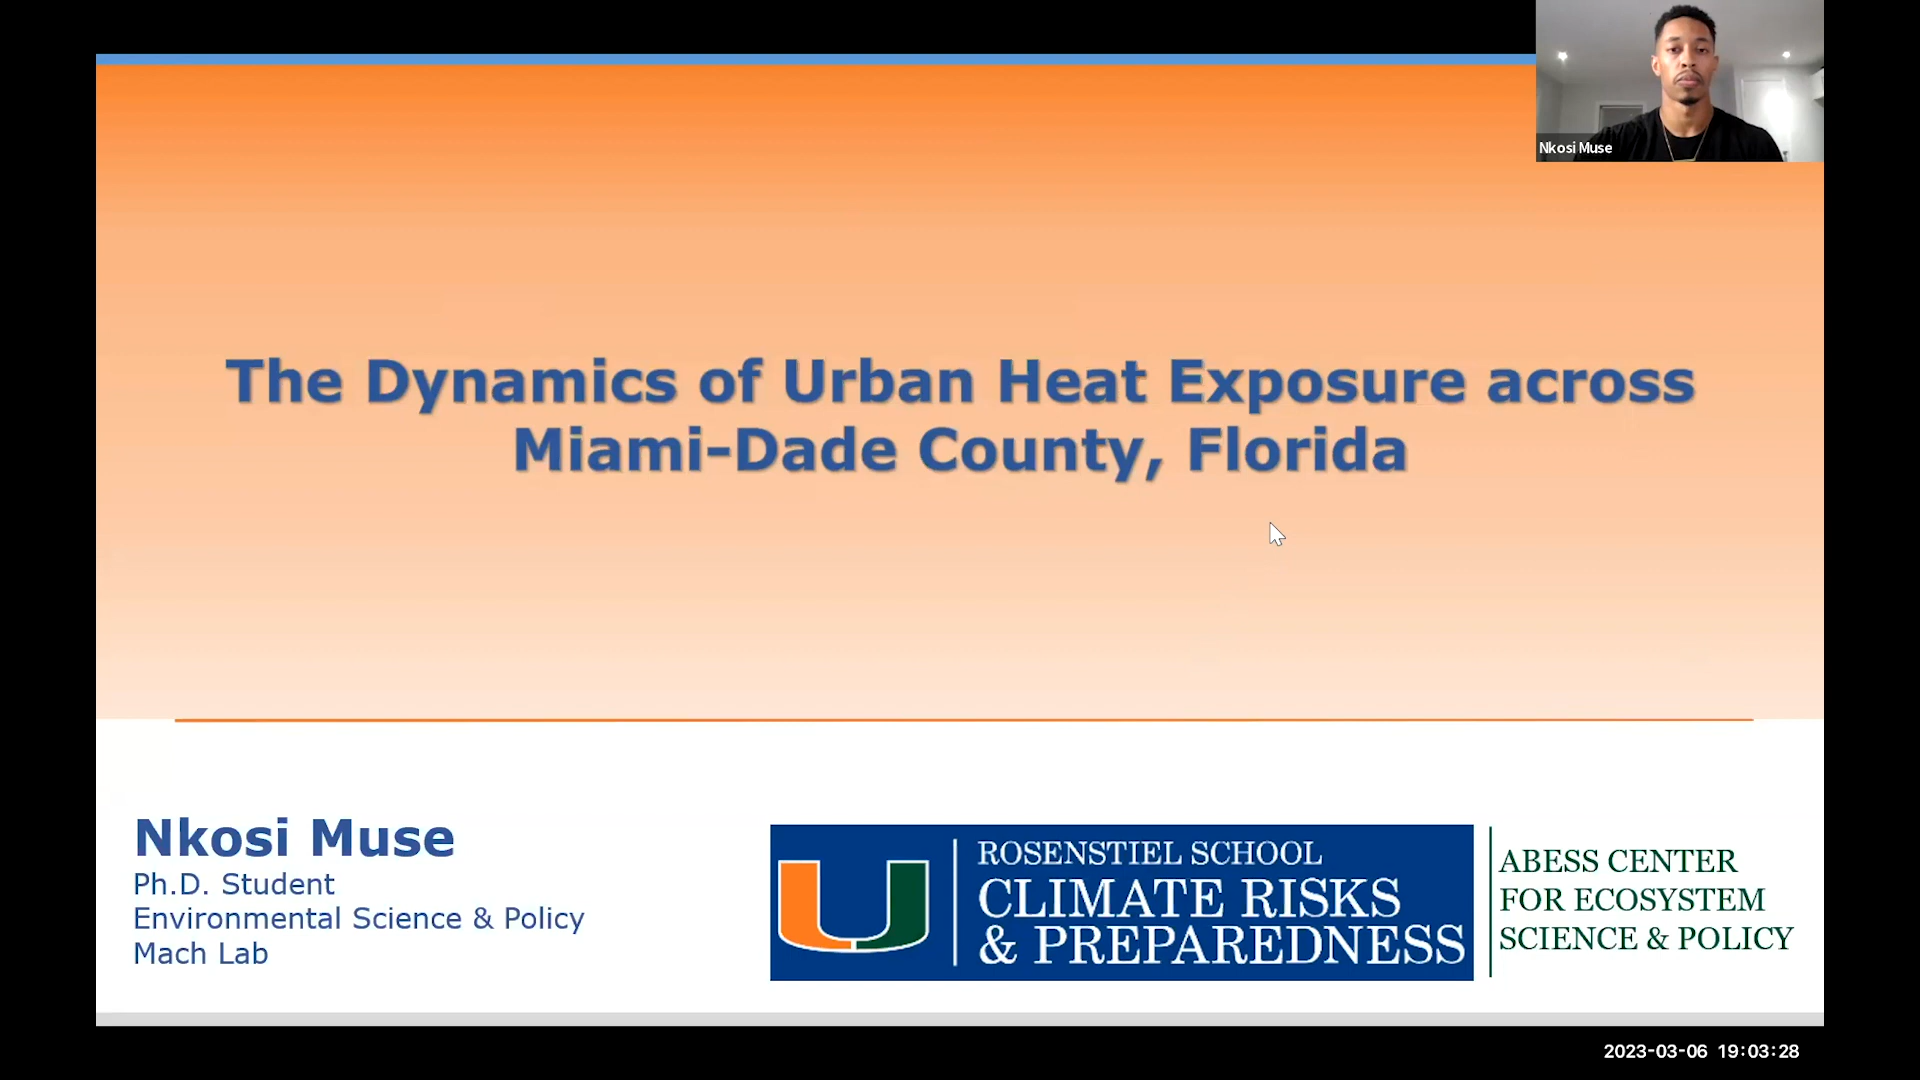 Nkosi Muse
The Dynamics of Urban Heat Exposure across
Miami-Dade County, Florida
Nkosi Muse
Ph.D. Student
Environmental Science & Policy
Mach Lab
ROSENSTIEL SCHOOL
CLIMATE RISKS
& PREPAREDNESS
ABESS CENTER
FOR ECOSYSTEM
SCIENCE & POLICY
2023-03-06 19:03:28